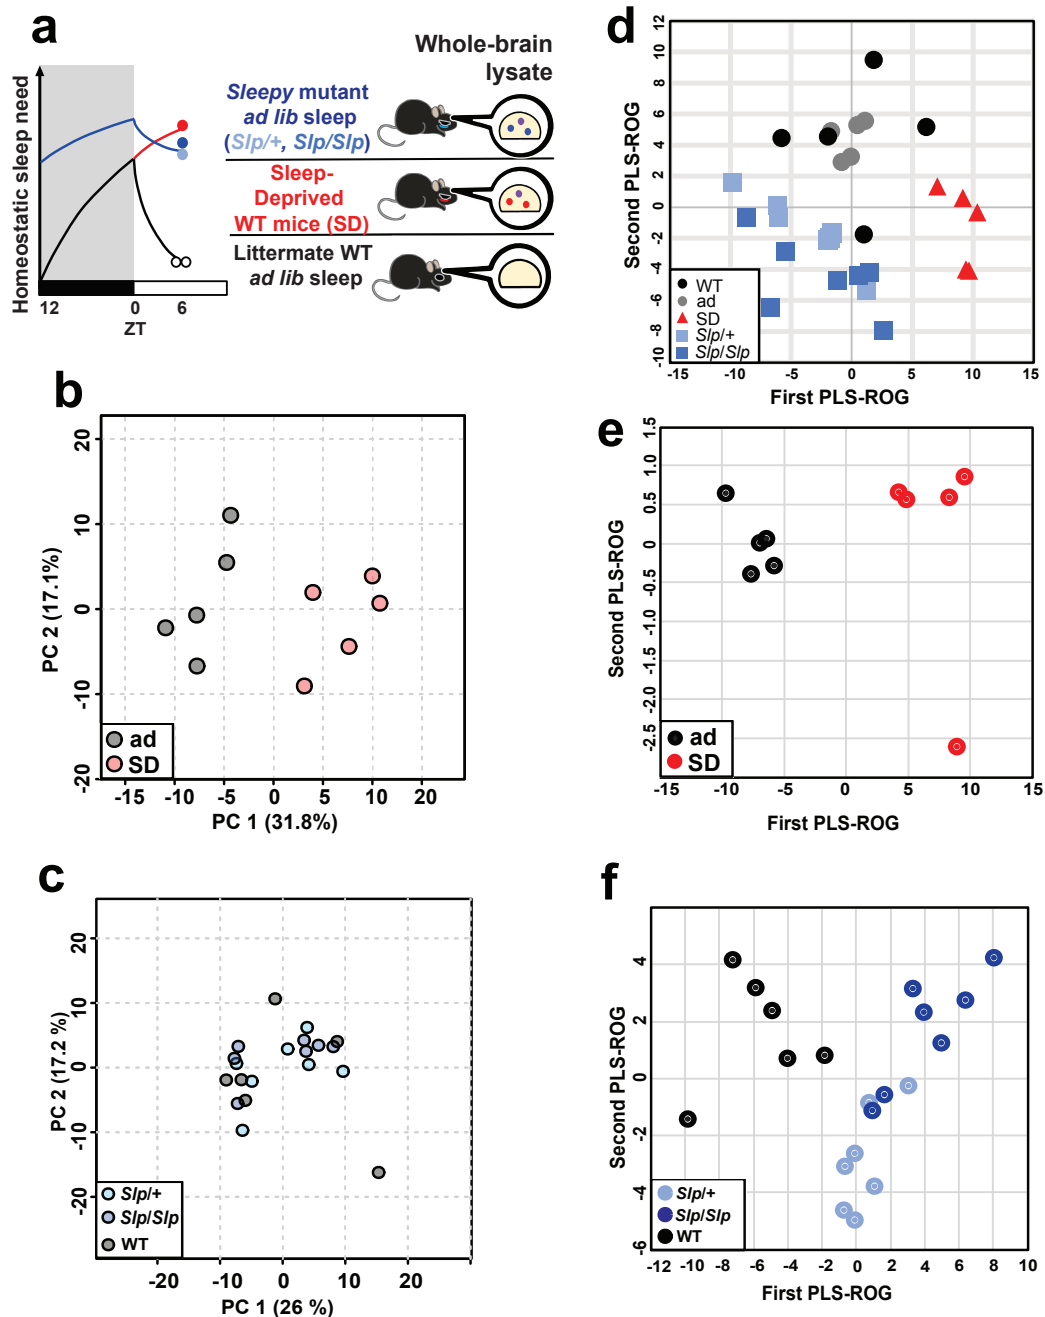 a
Homeostatic sleep need
12
0
6
ZT
Whole-brain
lysate
Sleepy mutant
ad lib sleep
(Slp/+, Slp/Slp)
Sleep-
Deprived
WT mice (SD)
Littermate WT
ad lib sleep
b
PC 2 (17.1%)
20
10
0
-10
-20
ad
SD
-15
-10
-5
0
5
10
20
PC 1 (31.8%)
c
PC 2 (17.2 %)
20
10
0
-10
-20
Slp/+
Slp/Slp
WT
-20
-10
0
10
20
PC 1 (26 %)
d
Second PLS-ROG
12
10
8
6
4
2
0
-2
-4
-6
-8
-10
WT
ad
SD
Slp/+
Slp/Slp
-15
-10
-5
0
5
10
15
First PLS-ROG
e
Second PLS-ROG
1.5
1.0
0.5
0
-0.5
-1.0
-1.5
-2.0
-2.5
ad
SD
-15
-10
-5
0
5
10
15
First PLS-ROG
f
Second PLS-ROG
4
2
0
-2
-4
-6
Slp/+
Slp/Slp
WT
-12
-10
-8
-6
-4
-2
0
2
4
6
8
10
First PLS-ROG